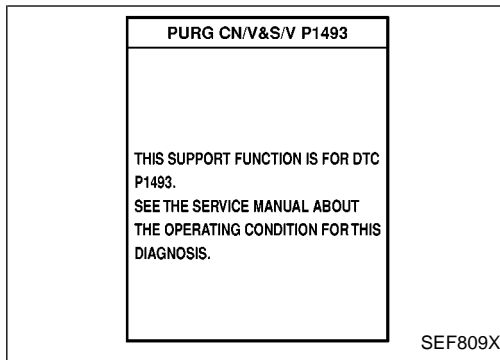 PURG CN/V&S/V P1493
THIS SUPPORT FUNCTION IS FOR DTC
P1493.
SEE THE SERVICE MANUAL ABOUT
THE OPERATING CONDITION FOR THIS
DIAGNOSIS.
SEF809X